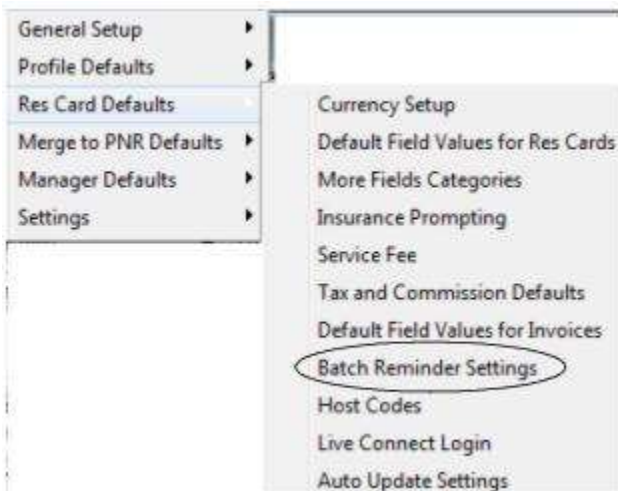 General Setup
Profile Defaults
Res Card Defaults
Merge to PNR Defaults
Manager Defaults
Settings
Currency Setup
Default Field Values for Res Cards
More Fields Categories
Insurance Prompting
Service Fee
Tax and Commission Defaults
Default Field Values for Invoices
Batch Reminder Settings
Host Codes
Live Connect Login
Auto Update Settings